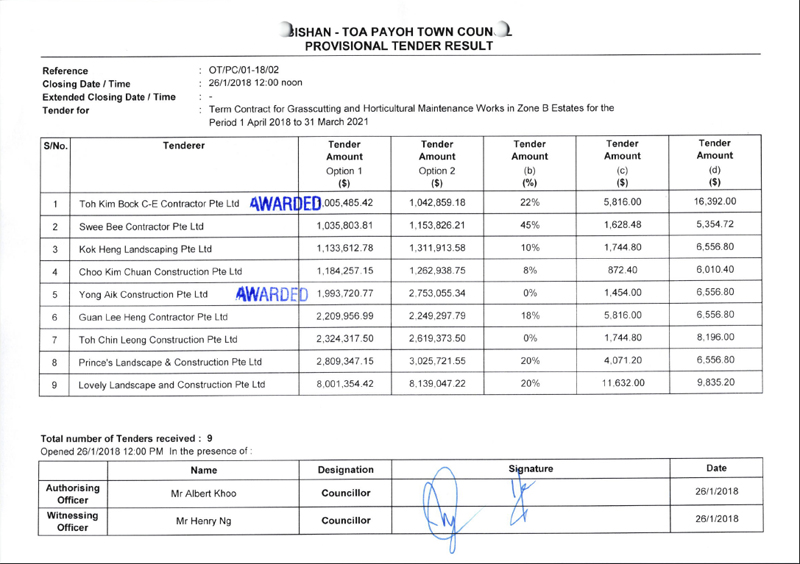 BISHAN - TOA PAYOH TOWN COUNCIL
PROVISIONAL TENDER RESULT
Reference : OT/PC/01-18/02
Closing Date / Time : 26/1/2018 12:00 noon
Extended Closing Date / Time : -
Tender for : Term Contract for Grasscutting and Horticultural Maintenance Works in Zone B Estates for the
Period 1 April 2018 to 31 March 2021
S/No. Tenderer Tender Tender Tender Tender Tender
Amount Amount Amount Amount Amount
Option 1 Option 2 (b) (c) (d)
($) ($) (%) ($) ($)
1 Toh Kim Bock C-E Contractor Pte Ltd AWARDED ,005,485.42 1,042,859.18 22% 5,816.00 16,392.00
2 Swee Bee Contractor Pte Ltd 1,035,803.81 1,153,826.21 45% 1,628.48 5,354.72
3 Kok Heng Landscaping Pte Ltd 1,133,612.78 1,311,913.58 10% 1,744.80 6,556.80
4 Choo Kim Chuan Construction Pte Ltd 1,184,257.15 1,262,938.75 8% 872.40 6,010.40
5 Yong Aik Construction Pte Ltd AWARDED 1,993,720.77 2,753,055.34 0% 1,454.00 6,556.80
6 Guan Lee Heng Contractor Pte Ltd 2,209,956.99 2,249,297.79 18% 5,816.00 6,556.80
7 Toh Chin Leong Construction Pte Ltd 2,324,317.50 2,619,373.50 0% 1,744.80 8,196.00
8 Prince's Landscape & Construction Pte Ltd 2,809,347.15 3,025,721.55 20% 4,071.20 6,556.80
9 Lovely Landscape and Construction Pte Ltd 8,001,354.42 8,139,047.22 20% 11,632.00 9,835.20
Total number of Tenders received : 9
Opened 26/1/2018 12:00 PM In the presence of :
Name Designation Signature Date
Authorising
Officer Mr Albert Khoo Councillor 26/1/2018
Witnessing
Officer Mr Henry Ng Councillor 26/1/2018